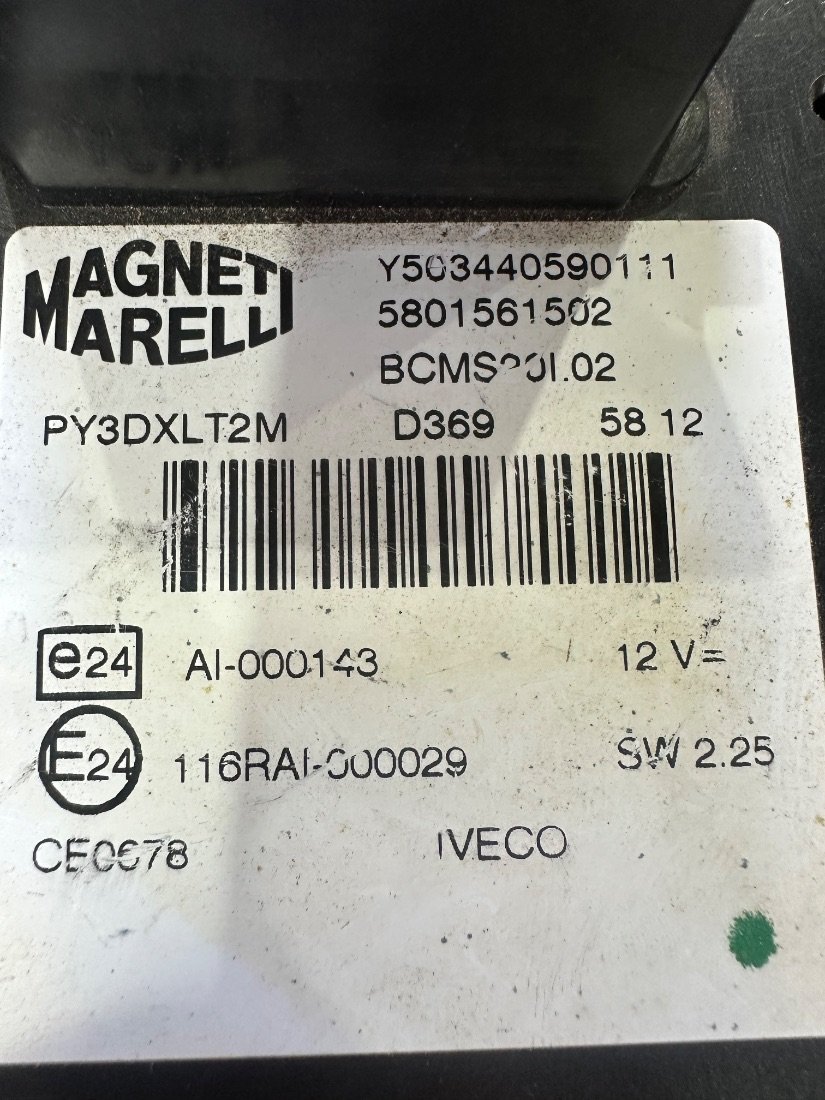 MAGNETI
MARELLI
Y503440590111
5801561502
PY3DXLT2M D369 58 12
e24 AI-000143 12 V=
E24 116RAI-000029 SW 2.25
CE0678 IVECO